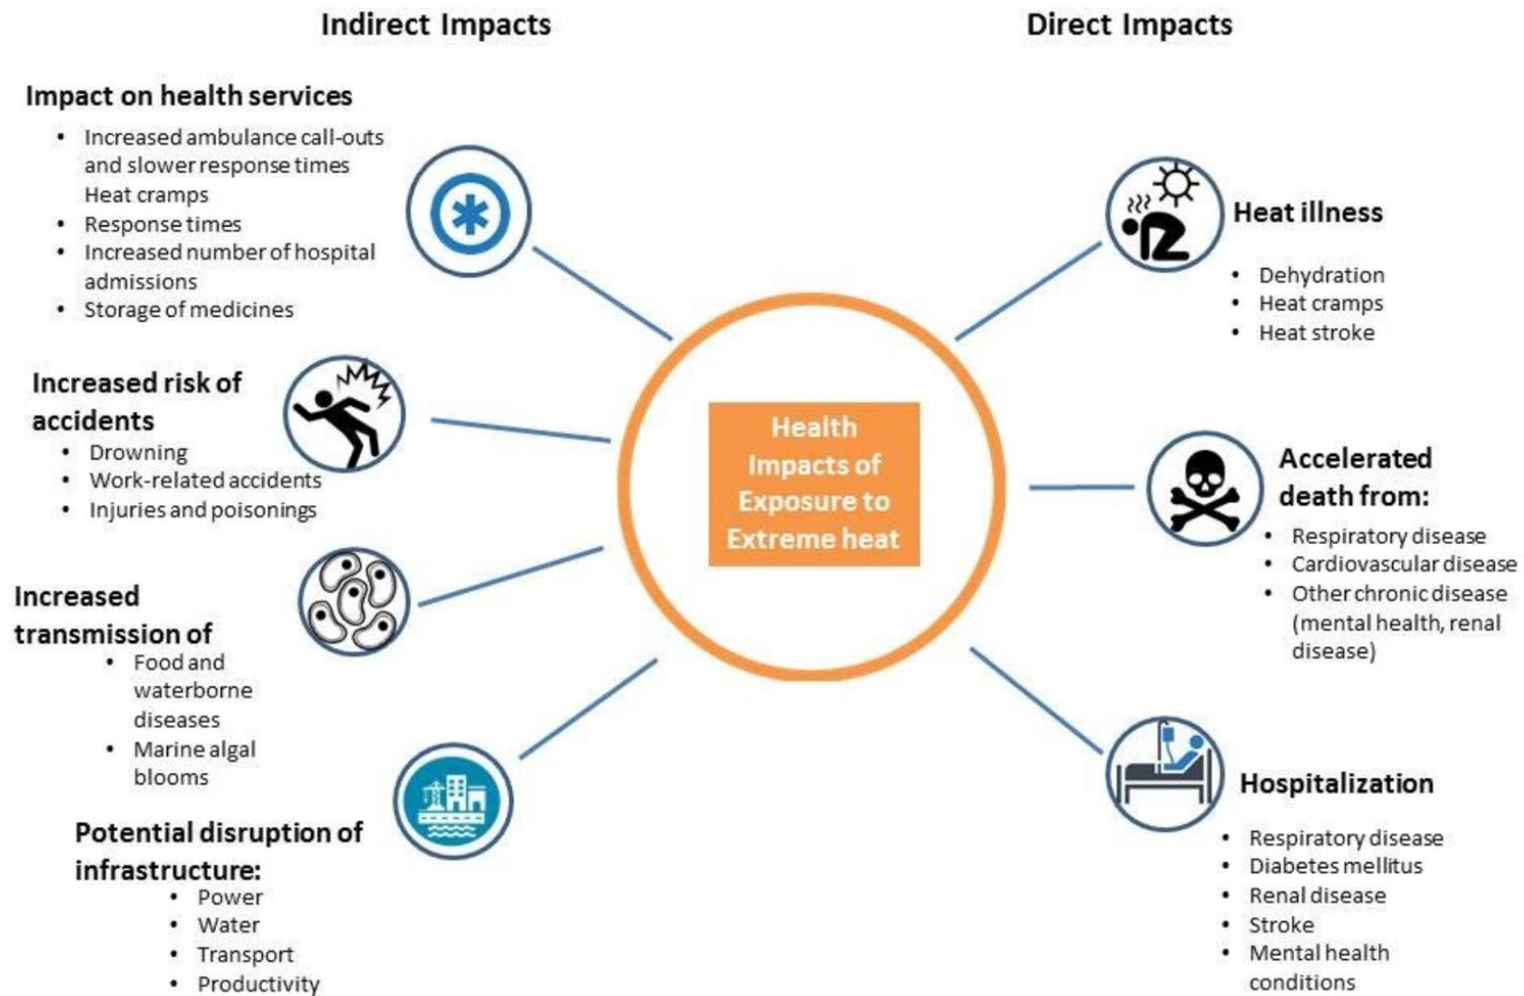 Indirect Impacts
Direct Impacts
Impact on health services
• Increased ambulance call-outs
and slower response times
Heat cramps
• Response times
• Increased number of hospital
admissions
• Storage of medicines
Increased risk of
accidents
• Drowning
• Work-related accidents
• Injuries and poisonings
Increased
transmission of
• Food and
waterborne
diseases
• Marine algal
blooms
Potential disruption of
infrastructure:
• Power
• Water
• Transport
• Productivity
Health
Impacts of
Exposure to
Extreme heat
Heat illness
• Dehydration
• Heat cramps
• Heat stroke
Accelerated
death from:
• Respiratory disease
• Cardiovascular disease
• Other chronic disease
(mental health, renal
disease)
Hospitalization
• Respiratory disease
• Diabetes mellitus
• Renal disease
• Stroke
• Mental health
conditions